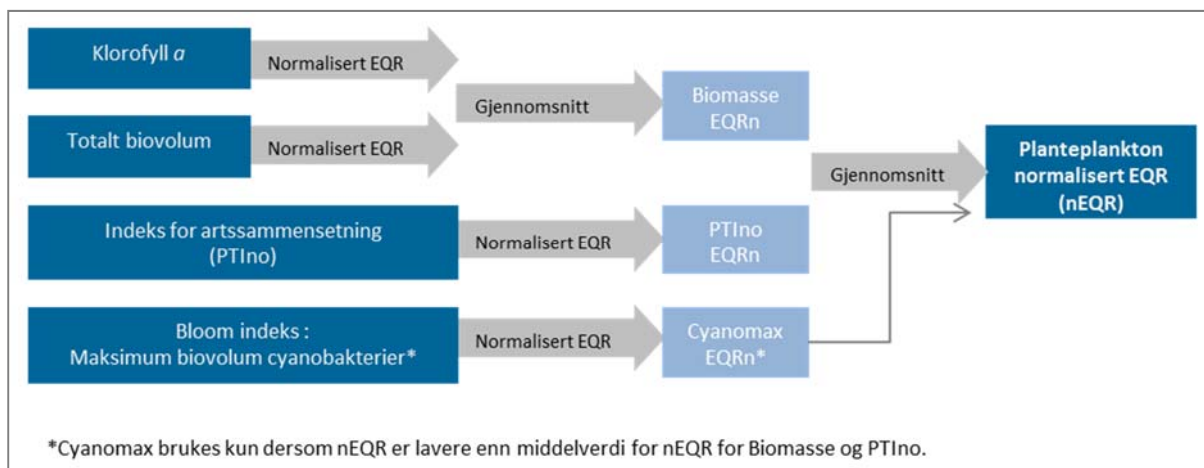 Klorofyll a
Normalisert EQR
Totalt biovolum
Normalisert EQR
Gjennomsnitt
Biomasse
EQRn
Indeks for artssammensetning
(PTIno)
Normalisert EQR
PTIno
EQRn
Bloom indeks :
Maksimum biovolum cyanobakterier*
Normalisert EQR
Cyanomax
EQRn*
Gjennomsnitt
Planteplankton
normalisert EQR
(nEQR)
*Cyanomax brukes kun dersom nEQR er lavere enn middelverdi for nEQR for Biomasse og PTIno.